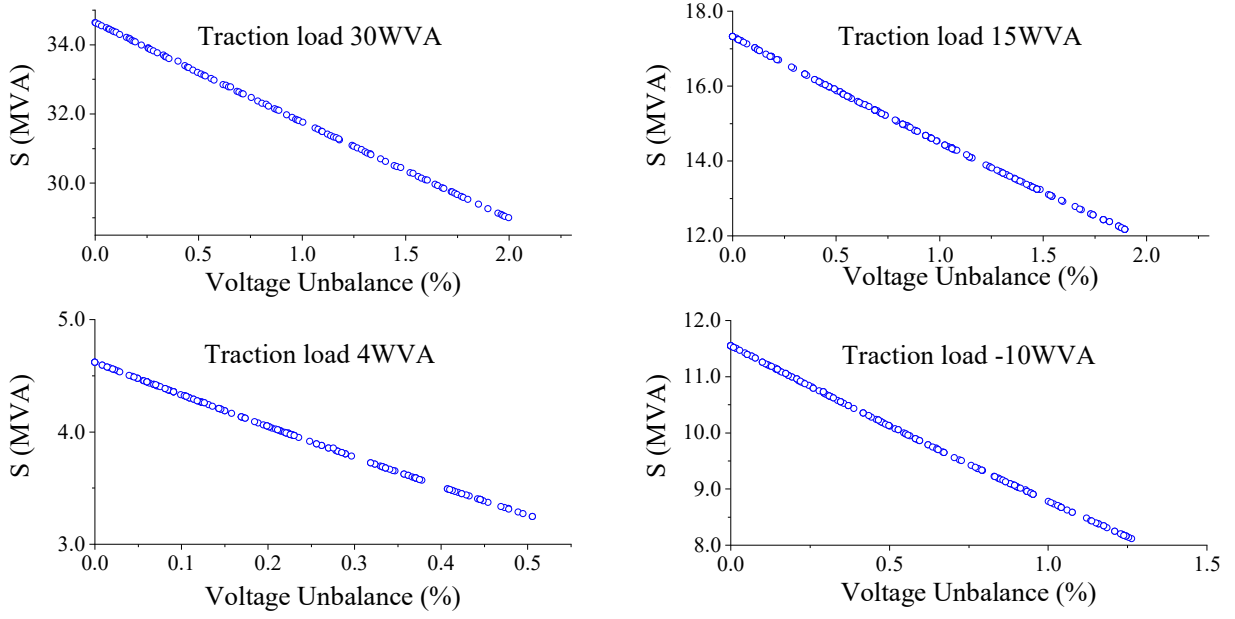 Traction load 30WVA
S (MVA)
34.0
32.0
30.0
0.0 0.5 1.0 1.5 2.0
Voltage Unbalance (%)
Traction load 15WVA
S (MVA)
18.0
16.0
14.0
12.0
0.0 0.5 1.0 1.5 2.0
Voltage Unbalance (%)
Traction load 4WVA
S (MVA)
5.0
4.0
3.0
0.0 0.1 0.2 0.3 0.4 0.5
Voltage Unbalance (%)
Traction load -10WVA
S (MVA)
12.0
11.0
10.0
9.0
8.0
0.0 0.5 1.0 1.5
Voltage Unbalance (%)